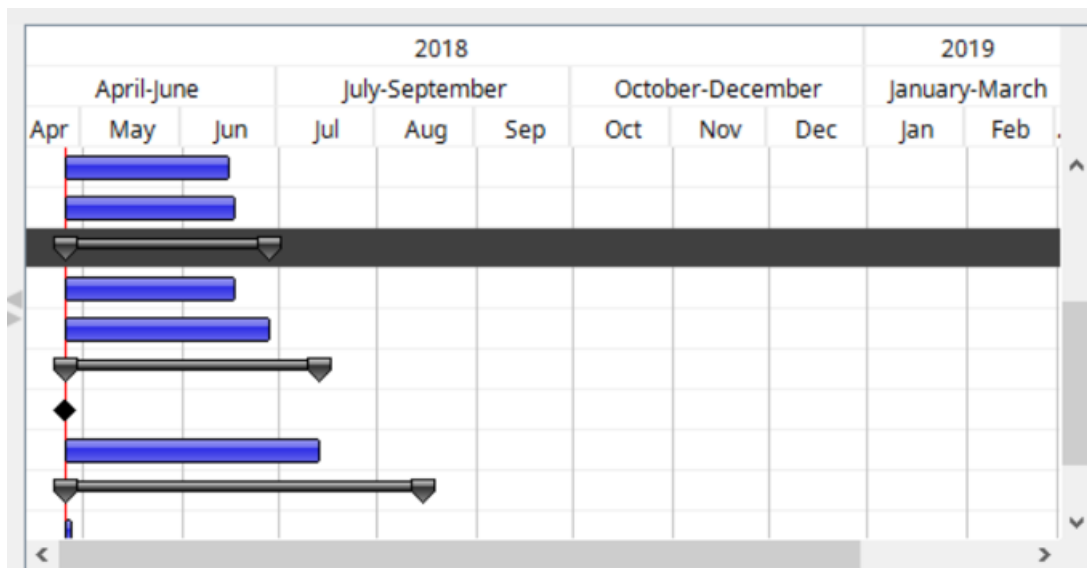 2018 2019
April-June July-September October-December January-March
Apr May Jun Jul Aug Sep Oct Nov Dec Jan Feb